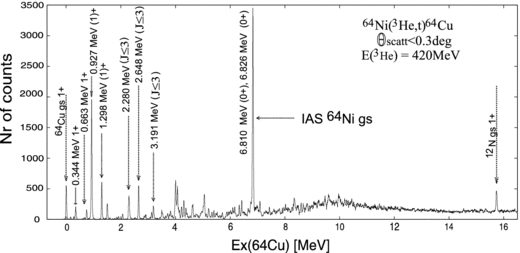 3500
3000
2500
2000
1500
1000
500
0
Nr of counts
64Cu gs 1+
0.344 MeV 1+
0.663 MeV 1+
0.927 MeV (1)+
1.298 MeV (1)+
2.280 MeV (J≤3)
2.648 MeV (J≤3)
3.191 MeV (J≤3)
6.810 MeV (0+), 6.826 MeV (0+)
IAS 64Ni gs
64Ni(3He,t)64Cu
Θscatt<0.3deg
E(3He) = 420MeV
12N gs 1+
0 2 4 6 8 10 12 14 16
Ex(64Cu) [MeV]